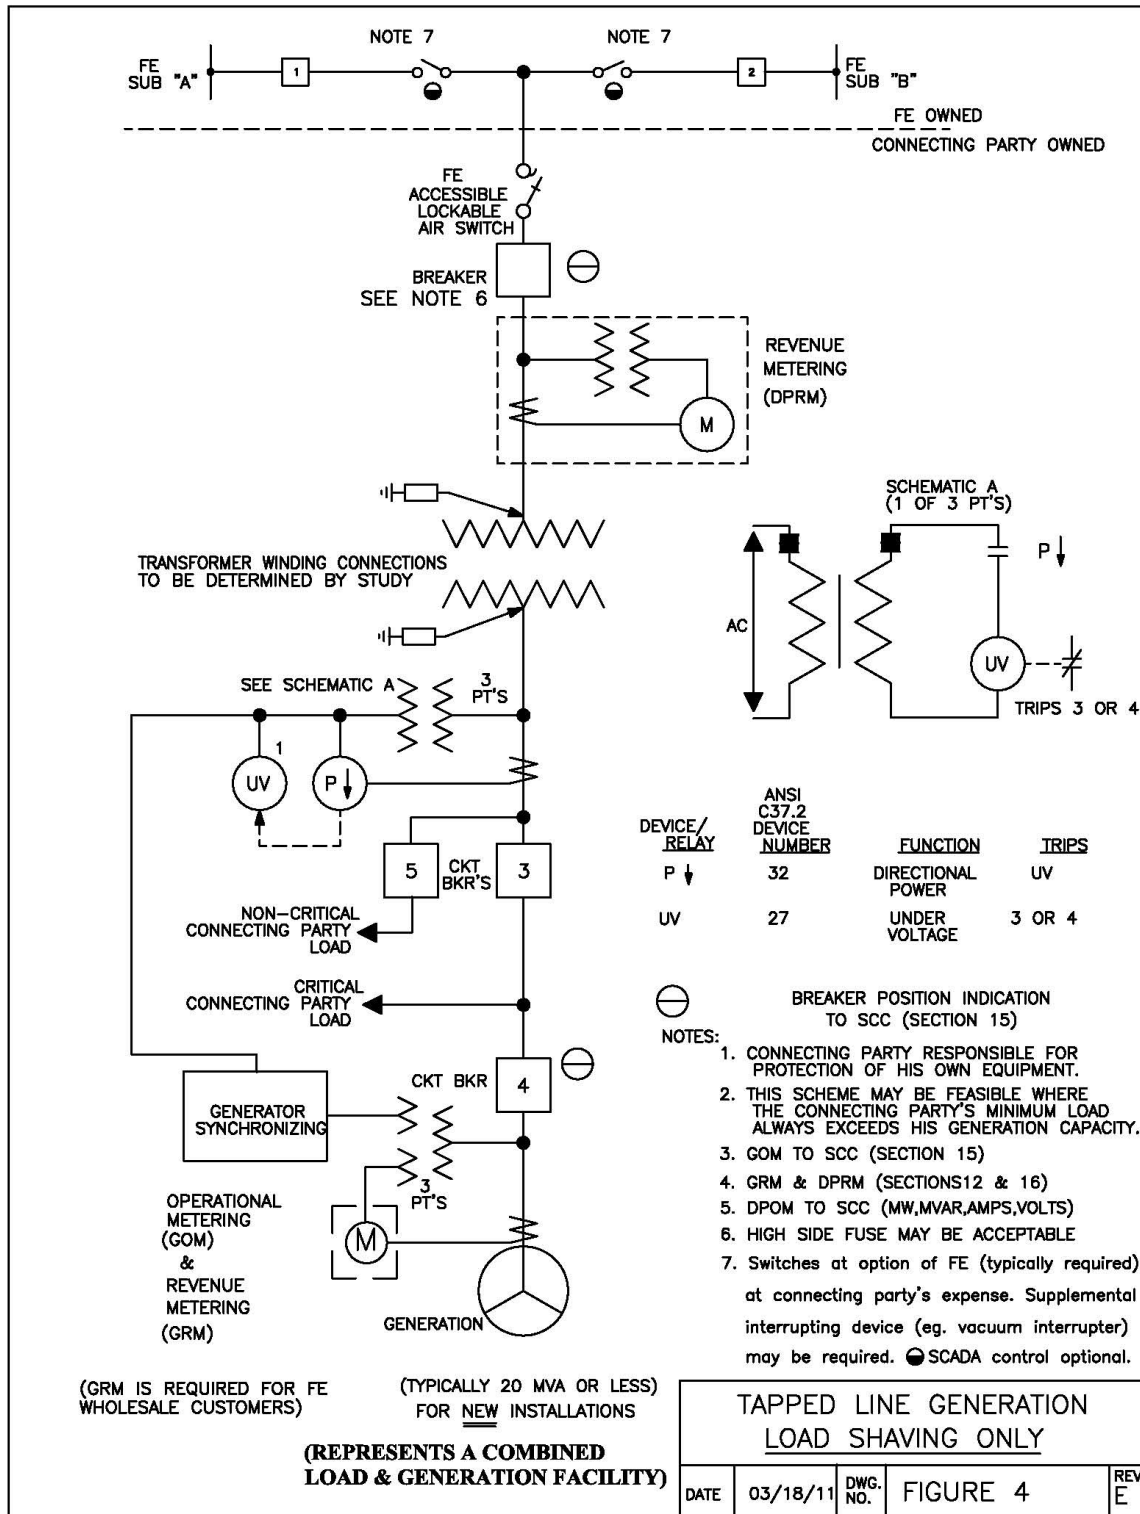 NOTE 7
NOTE 7
FE
SUB "A"
1
2
FE
SUB "B"
FE OWNED
CONNECTING PARTY OWNED
FE
ACCESSIBLE
LOCKABLE
AIR SWITCH
BREAKER
SEE NOTE 6
REVENUE
METERING
(DPRM)
M
SCHEMATIC A
(1 OF 3 PT'S)
P
AC
UV
TRIPS 3 OR 4
TRANSFORMER WINDING CONNECTIONS
TO BE DETERMINED BY STUDY
SEE SCHEMATIC A
3
PT'S
1
UV
P
5
CKT
BKR'S
3
NON-CRITICAL
CONNECTING PARTY
LOAD
CRITICAL
CONNECTING PARTY
LOAD
DEVICE/
RELAY
ANSI
C37.2
DEVICE
NUMBER
FUNCTION
TRIPS
P
32
DIRECTIONAL
POWER
UV
UV
27
UNDER
VOLTAGE
3 OR 4
BREAKER POSITION INDICATION
TO SCC (SECTION 15)
CKT BKR
4
GENERATOR
SYNCHRONIZING
3
PT'S
M
OPERATIONAL
METERING
(GOM)
&
REVENUE
METERING
(GRM)
GENERATION
NOTES:
1. CONNECTING PARTY RESPONSIBLE FOR
PROTECTION OF HIS OWN EQUIPMENT.
2. THIS SCHEME MAY BE FEASIBLE WHERE
THE CONNECTING PARTY'S MINIMUM LOAD
ALWAYS EXCEEDS HIS GENERATION CAPACITY.
3. GOM TO SCC (SECTION 15)
4. GRM & DPRM (SECTIONS12 & 16)
5. DPOM TO SCC (MW,MVAR,AMPS,VOLTS)
6. HIGH SIDE FUSE MAY BE ACCEPTABLE
7. Switches at option of FE (typically required)
at connecting party's expense. Supplemental
interrupting device (eg. vacuum interrupter)
may be required. SCADA control optional.
(GRM IS REQUIRED FOR FE
WHOLESALE CUSTOMERS)
(TYPICALLY 20 MVA OR LESS)
FOR NEW INSTALLATIONS
(REPRESENTS A COMBINED
LOAD & GENERATION FACILITY)
TAPPED LINE GENERATION
LOAD SHAVING ONLY
DATE 03/18/11
DWG.
NO.
FIGURE 4
REV
E